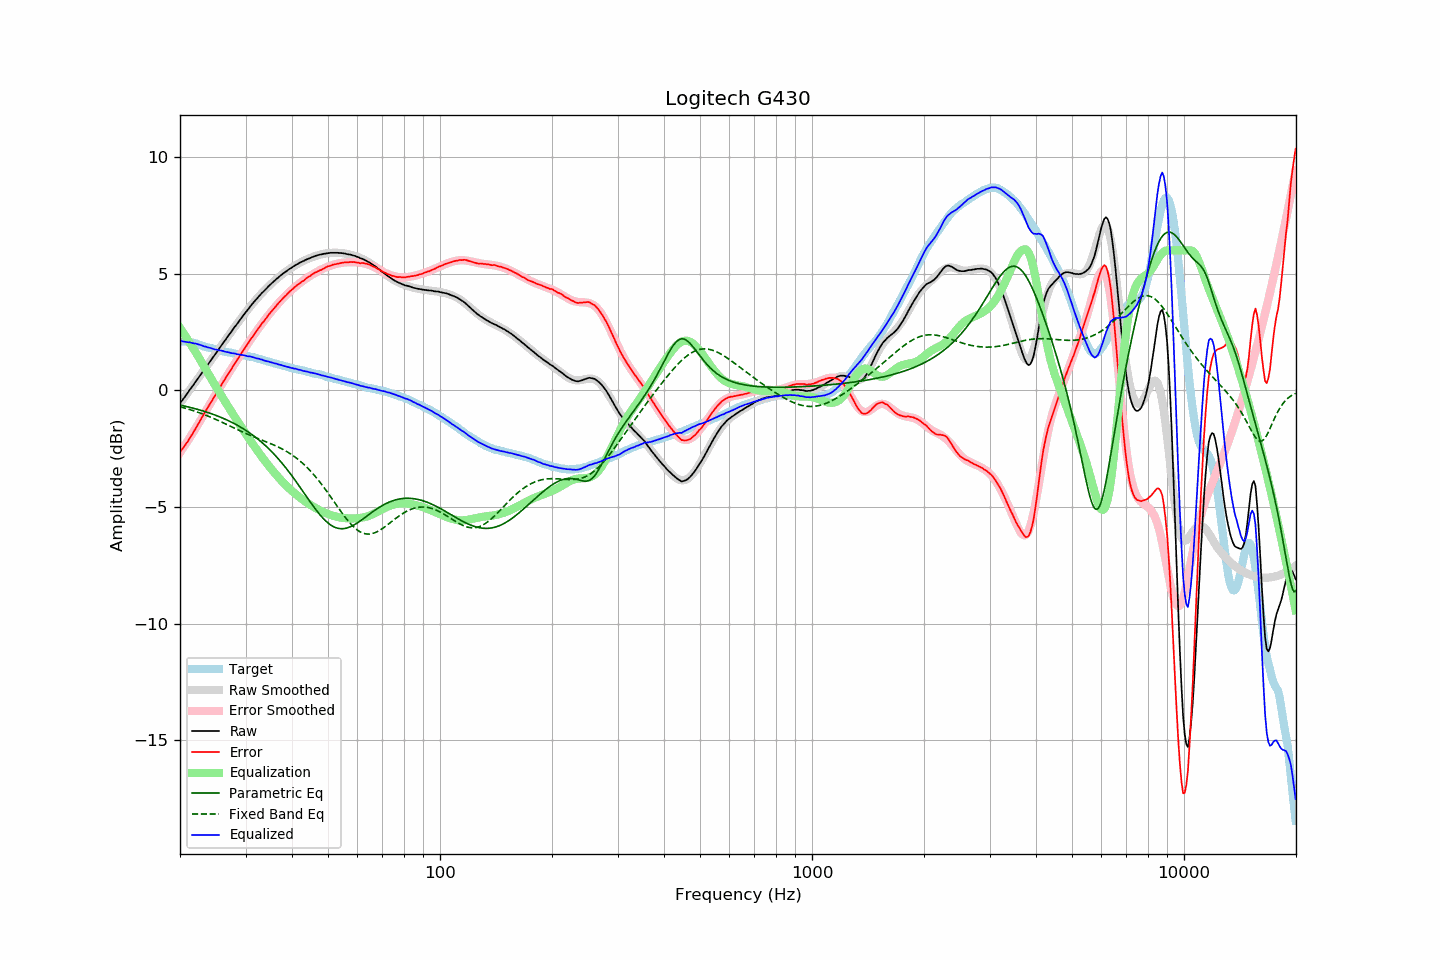 Logitech G430
Amplitude (dBr)
10
5
0
−5
−10
−15
Target
Raw Smoothed
Error Smoothed
Raw
Error
Equalization
Parametric Eq
Fixed Band Eq
Equalized
100
1000
10000
Frequency (Hz)